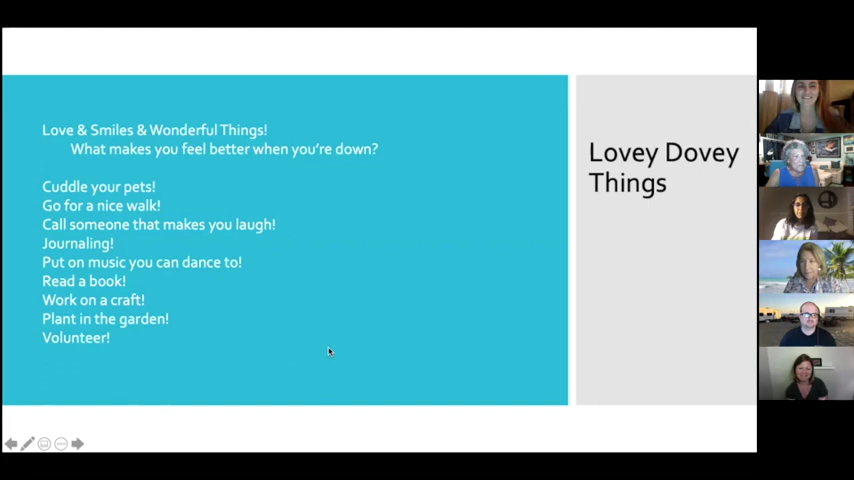 Love & Smiles & Wonderful Things!
What makes you feel better when you're down?
Cuddle your pets!
Go for a nice walk!
Call someone that makes you laugh!
Journaling!
Put on music you can dance to!
Read a book!
Work on a craft!
Plant in the garden!
Volunteer!
Lovey Dovey
Things